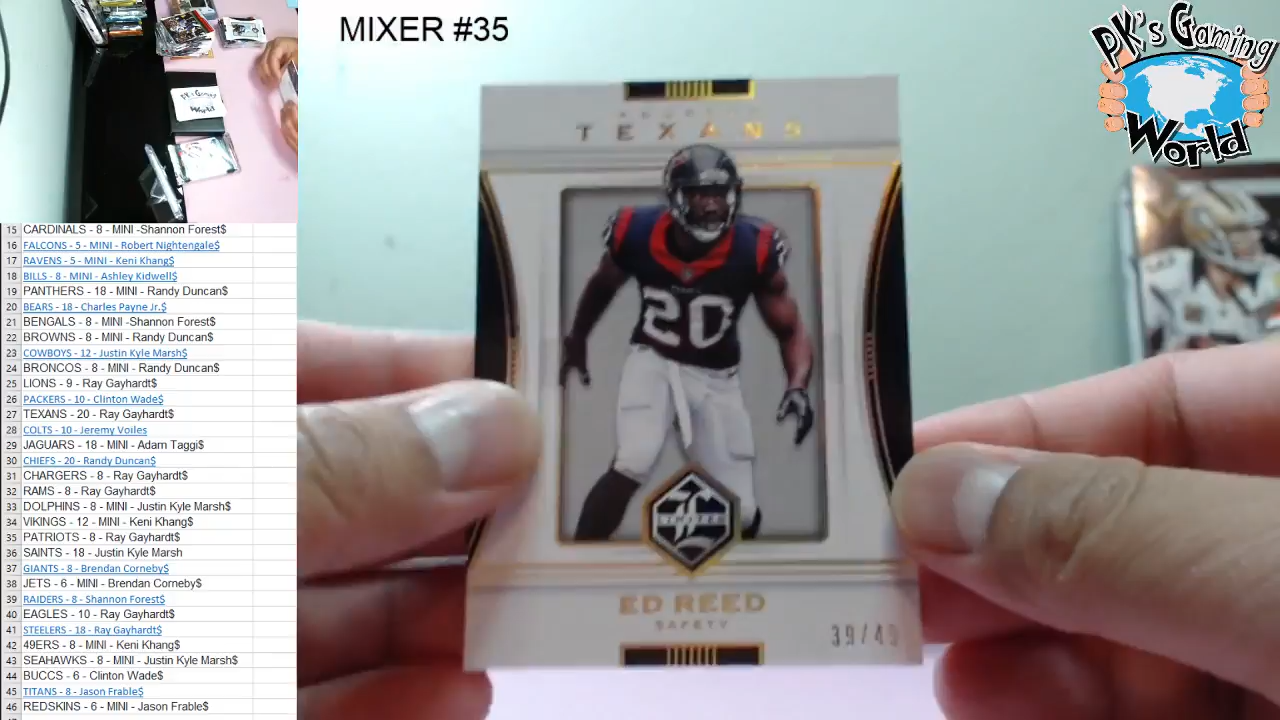 MIXER #35
PK's Gaming World
15 CARDINALS - 8 - MINI -Shannon Forest$
16 FALCONS - 5 - MINI - Robert Nightengale$
17 RAVENS - 5 - MINI - Keni Khang$
18 BILLS - 8 - MINI - Ashley Kidwell$
19 PANTHERS - 18 - MINI - Randy Duncan$
20 BEARS - 18 - Charles Payne Jr.$
21 BENGALS - 8 - MINI -Shannon Forest$
22 BROWNS - 8 - MINI - Randy Duncan$
23 COWBOYS - 12 - Justin Kyle Marsh$
24 BRONCOS - 8 - MINI - Randy Duncan$
25 LIONS - 9 - Ray Gayhardt$
26 PACKERS - 10 - Clinton Wade$
27 TEXANS - 20 - Ray Gayhardt$
28 COLTS - 10 - Jeremy Voiles
29 JAGUARS - 18 - MINI - Adam Taggi$
30 CHIEFS - 20 - Randy Duncan$
31 CHARGERS - 8 - Ray Gayhardt$
32 RAMS - 8 - Ray Gayhardt$
33 DOLPHINS - 8 - MINI - Justin Kyle Marsh$
34 VIKINGS - 12 - MINI - Keni Khang$
35 PATRIOTS - 8 - Ray Gayhardt$
36 SAINTS - 18 - Justin Kyle Marsh
37 GIANTS - 8 - Brendan Corneby$
38 JETS - 6 - MINI - Brendan Corneby$
39 RAIDERS - 8 - Shannon Forest$
40 EAGLES - 10 - Ray Gayhardt$
41 STEELERS - 18 - Ray Gayhardt$
42 49ERS - 8 - MINI - Keni Khang$
43 SEAHAWKS - 8 - MINI - Justin Kyle Marsh$
44 BUCCS - 6 - Clinton Wade$
45 TITANS - 8 - Jason Frable$
46 REDSKINS - 6 - MINI - Jason Frable$
TEXANS
20
LIMITED
ED REED
SAFETY